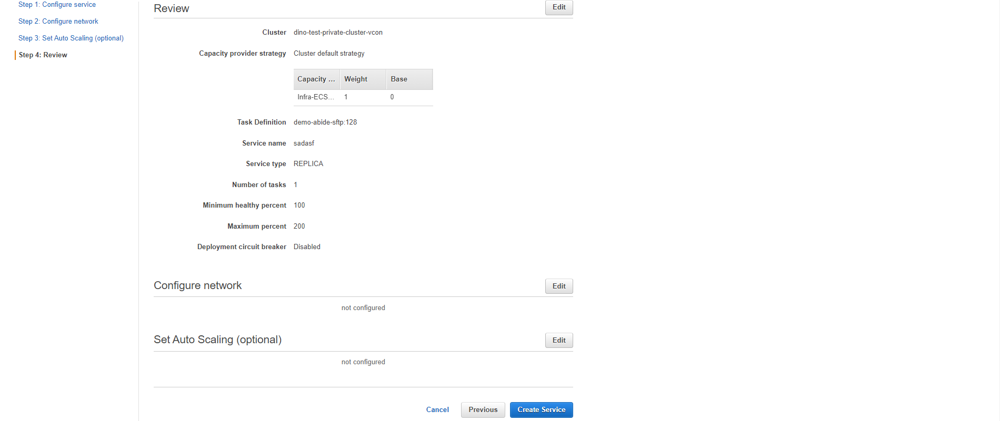 Step 1: Configure service
Step 2: Configure network
Step 3: Set Auto Scaling (optional)
Step 4: Review
Review
Edit
Cluster dino-test-private-cluster-vcon
Capacity provider strategy Cluster default strategy
Capacity ... Weight Base
Infra-ECS... 1 0
Task Definition demo-abide-sftp:128
Service name sadasf
Service type REPLICA
Number of tasks 1
Minimum healthy percent 100
Maximum percent 200
Deployment circuit breaker Disabled
Configure network
Edit
not configured
Set Auto Scaling (optional)
Edit
not configured
Cancel Previous Create Service